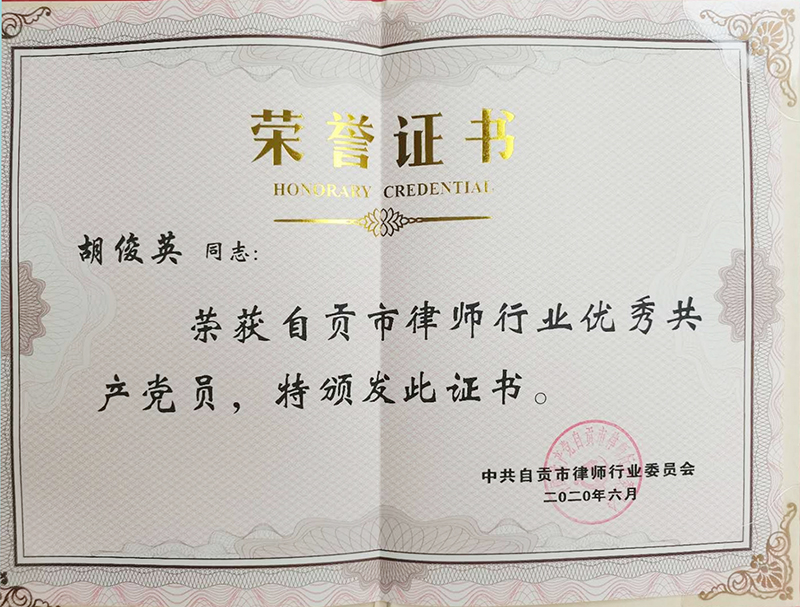 荣誉证书
HONORARY CREDENTIAL
胡俊英 同志:
荣获自贡市律师行业优秀共
产党员，特颁发此证书。
中共自贡市律师行业委员会
二〇二〇年六月